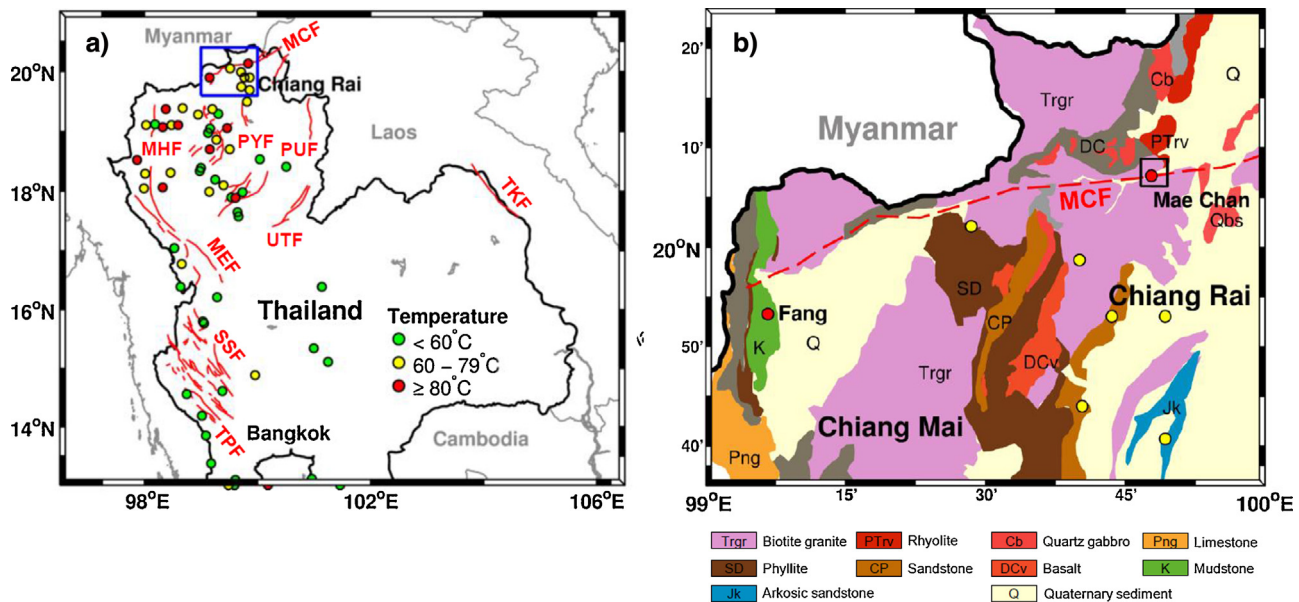 a)
Myanmar
MCF
20°N
Chiang Rai
Laos
MHF
PYF
PUF
18°N
TKF
UTF
MEF
16°N
Thailand
Temperature
< 60°C
60 – 79°C
≥ 80°C
SSF
14°N
TPF
Bangkok
Cambodia
98°E
102°E
106°E
b)
20'
Cb
Q
Trgr
Myanmar
10'
DC
PTrv
MCF
Mae Chan
Qbs
20°N
SD
Chiang Rai
Fang
CP
K
Q
50'
Trgr
DCv
Jk
Chiang Mai
40'
Png
99°E
15'
30'
45'
100°E
Trgr Biotite granite PTrv Rhyolite Cb Quartz gabbro Png Limestone
SD Phyllite CP Sandstone DCv Basalt K Mudstone
Jk Arkosic sandstone Q Quaternary sediment